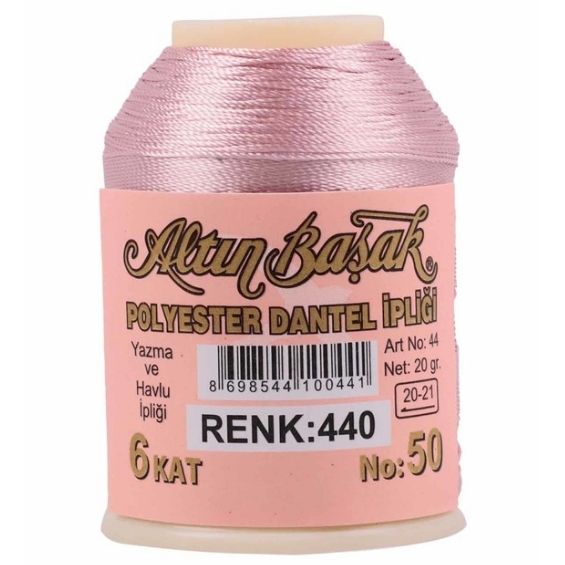 Altın Başak®
POLYESTER DANTEL İPLİĞİ
Yazma
ve
Havlu
İpliği
8 698544 100441
Art No: 44
Net: 20 gr.
20-21
RENK:440
6 KAT
No: 50